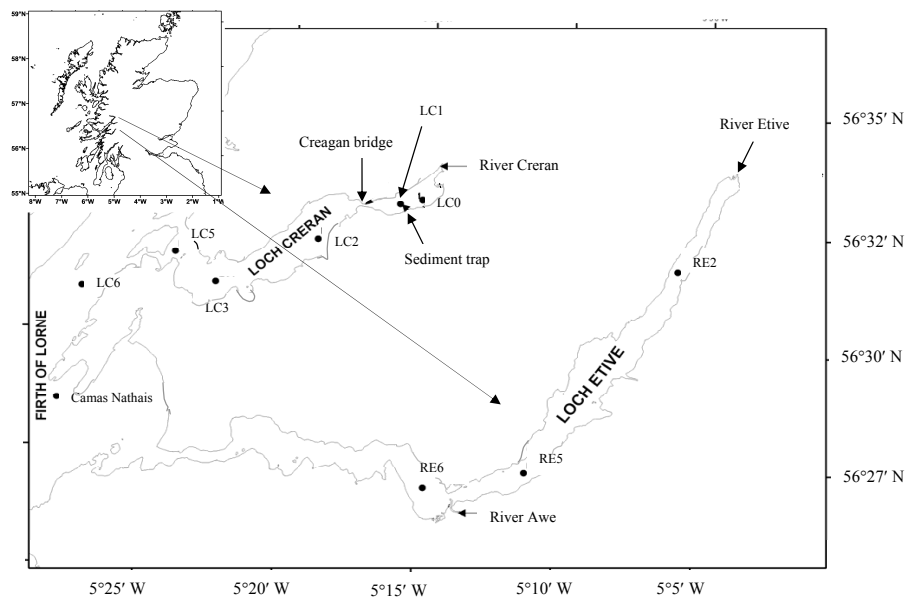 59°N
58°N
57°N
56°N
55°N
8°W 7°W 6°W 5°W 4°W 3°W 2°W 1°W
LC1
River Etive
56°35′ N
Creagan bridge
River Creran
LC0
LC5
LOCH CRERAN
LC2
56°32′ N
Sediment trap
RE2
LC6
LC3
FIRTH OF LORNE
56°30′ N
LOCH ETIVE
Camas Nathais
RE6
RE5
56°27′ N
River Awe
5°25′ W 5°20′ W 5°15′ W 5°10′ W 5°5′ W